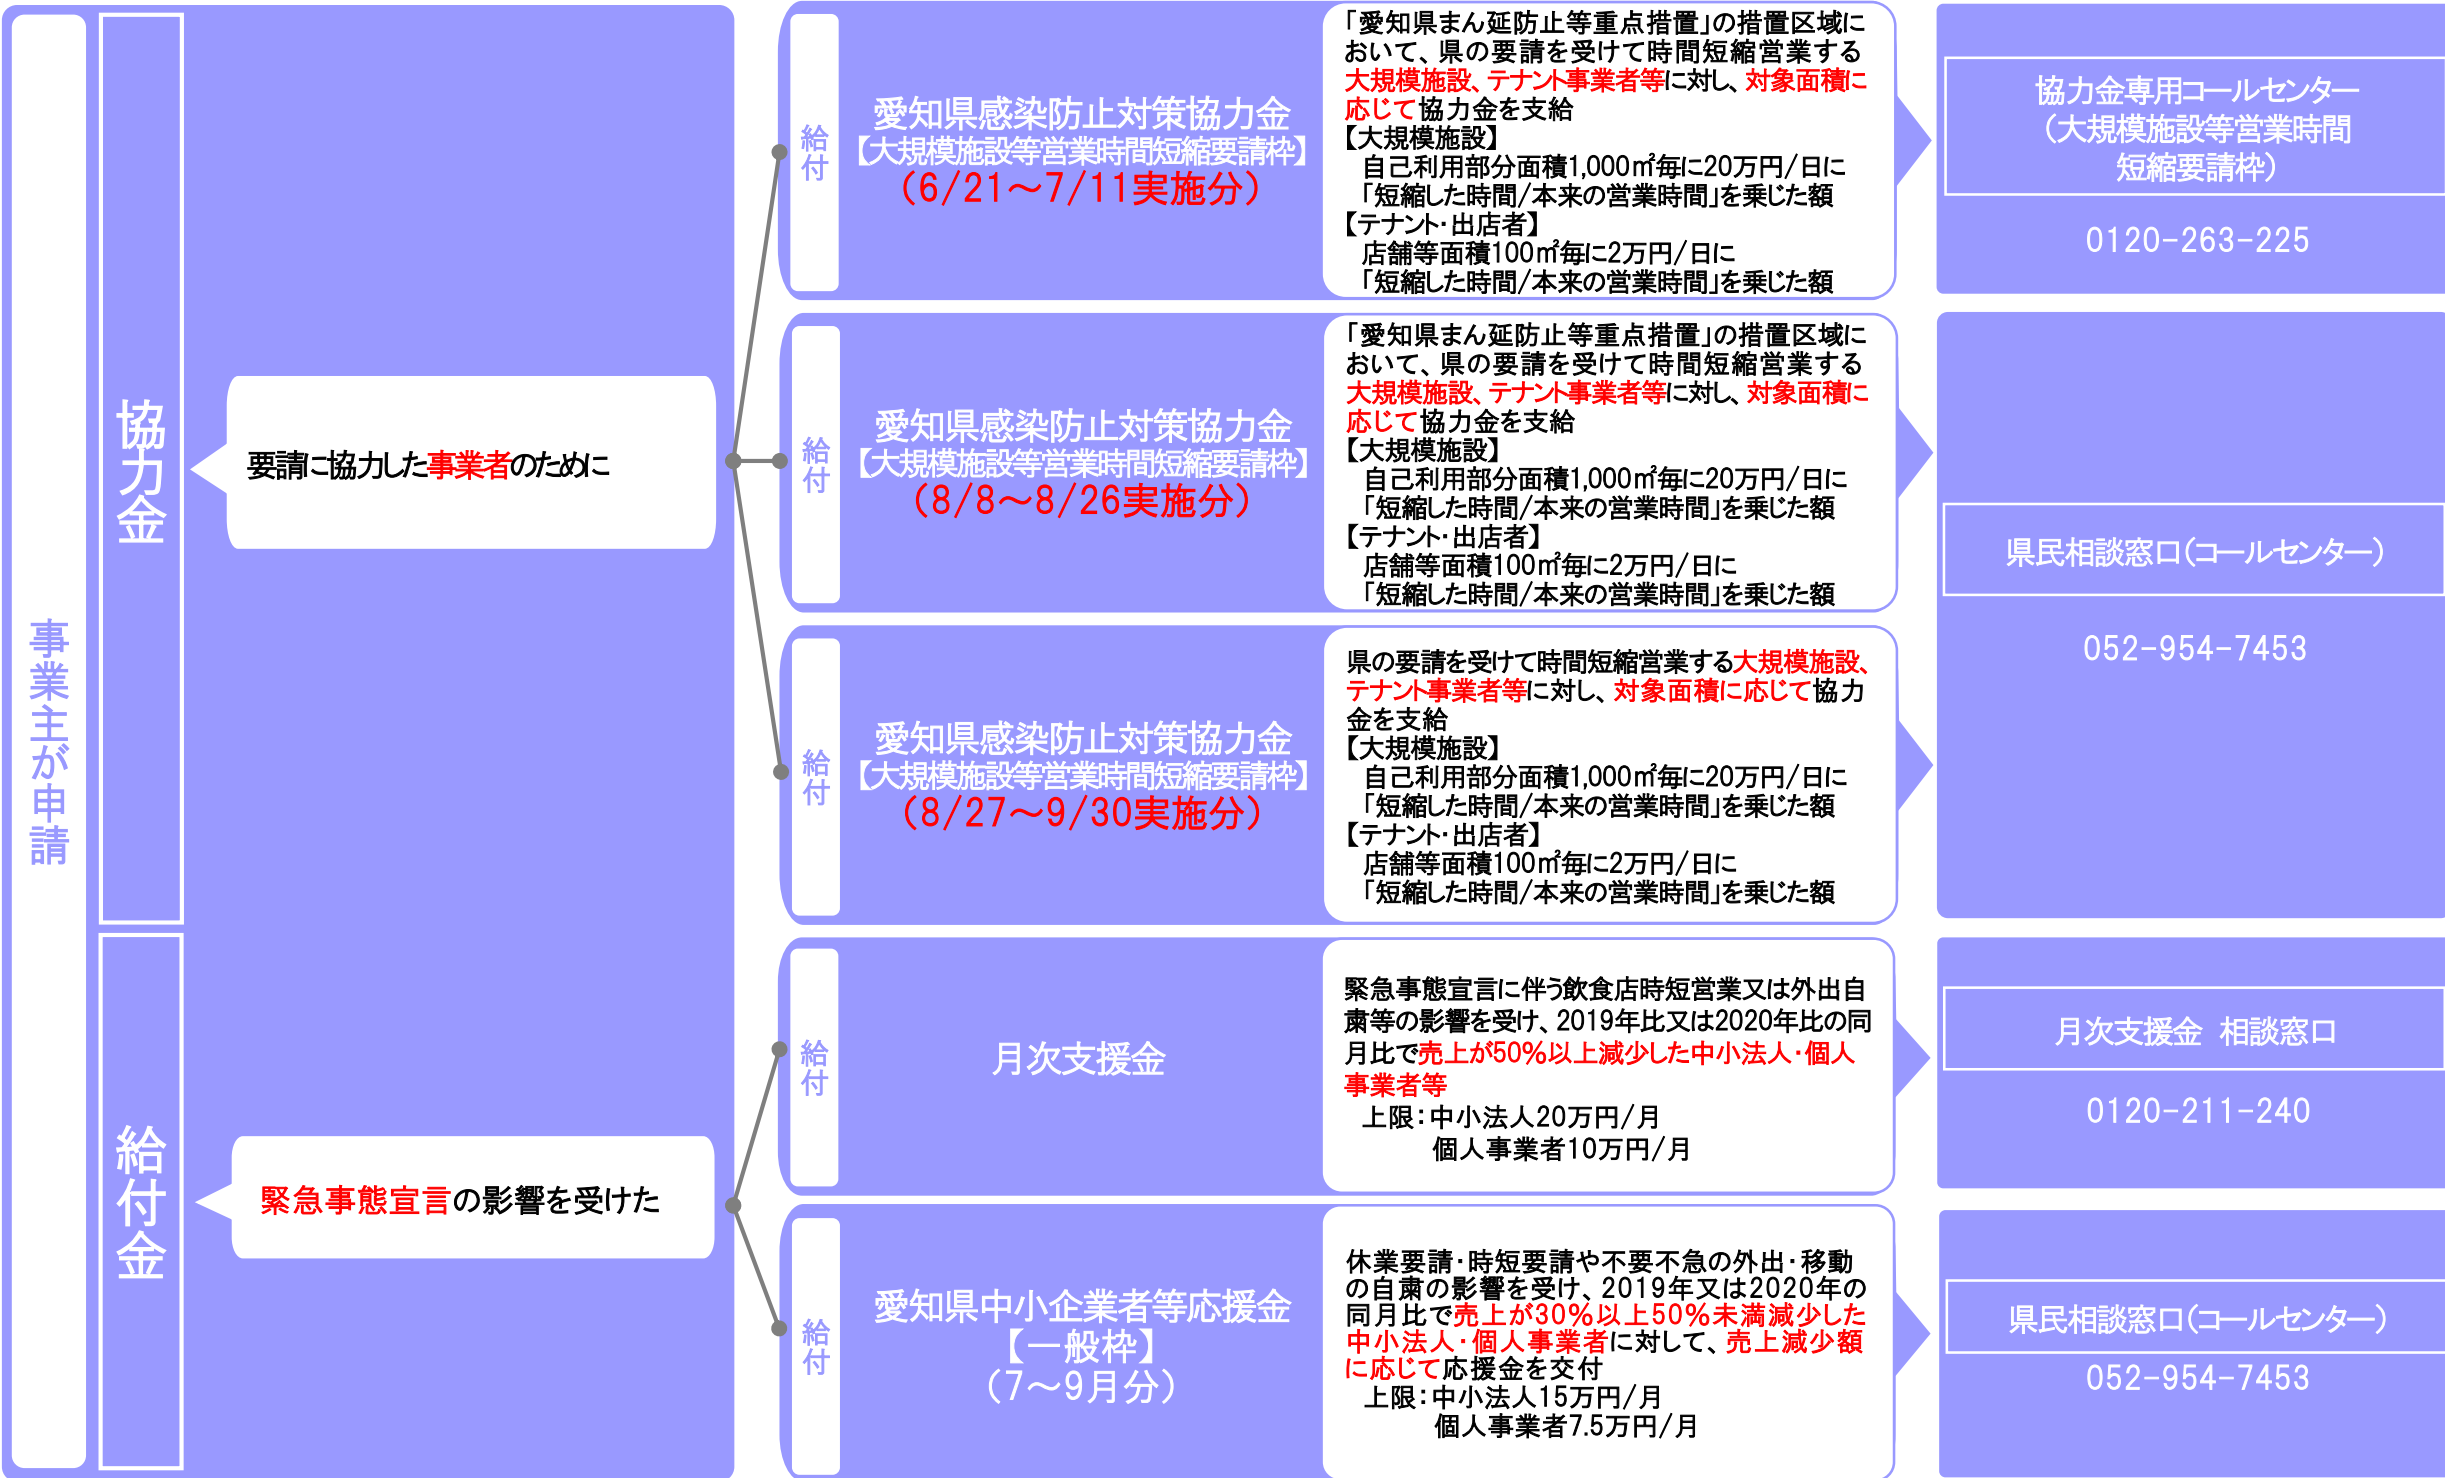 事業主が申請
協力金
要請に協力した事業者のために
給付
愛知県感染防止対策協力金
【大規模施設等営業時間短縮要請枠】
（6/21～7/11実施分）
「愛知県まん延防止等重点措置」の措置区域に
おいて、県の要請を受けて時間短縮営業する
大規模施設、テナント事業者等に対し、対象面積に
応じて協力金を支給
【大規模施設】
自己利用部分面積1,000㎡毎に20万円/日に
「短縮した時間/本来の営業時間」を乗じた額
【テナント・出店者】
店舗等面積100㎡毎に2万円/日に
「短縮した時間/本来の営業時間」を乗じた額
協力金専用コールセンター
（大規模施設等営業時間
短縮要請枠）
0120-263-225
給付
愛知県感染防止対策協力金
【大規模施設等営業時間短縮要請枠】
（8/8～8/26実施分）
「愛知県まん延防止等重点措置」の措置区域に
おいて、県の要請を受けて時間短縮営業する
大規模施設、テナント事業者等に対し、対象面積に
応じて協力金を支給
【大規模施設】
自己利用部分面積1,000㎡毎に20万円/日に
「短縮した時間/本来の営業時間」を乗じた額
【テナント・出店者】
店舗等面積100㎡毎に2万円/日に
「短縮した時間/本来の営業時間」を乗じた額
県民相談窓口（コールセンター）
052-954-7453
給付
愛知県感染防止対策協力金
【大規模施設等営業時間短縮要請枠】
（8/27～9/30実施分）
県の要請を受けて時間短縮営業する大規模施設、
テナント事業者等に対し、対象面積に応じて協力
金を支給
【大規模施設】
自己利用部分面積1,000㎡毎に20万円/日に
「短縮した時間/本来の営業時間」を乗じた額
【テナント・出店者】
店舗等面積100㎡毎に2万円/日に
「短縮した時間/本来の営業時間」を乗じた額
給付金
緊急事態宣言の影響を受けた
給付
月次支援金
緊急事態宣言に伴う飲食店時短営業又は外出自
粛等の影響を受け、2019年比又は2020年比の同
月比で売上が50％以上減少した中小法人・個人
事業者等
上限：中小法人20万円/月
個人事業者10万円/月
月次支援金　相談窓口
0120-211-240
給付
愛知県中小企業者等応援金
【一般枠】
（7～9月分）
休業要請・時短要請や不要不急の外出・移動
の自粛の影響を受け、2019年又は2020年の
同月比で売上が30％以上50％未満減少した
中小法人・個人事業者に対して、売上減少額
に応じて応援金を交付
上限：中小法人15万円/月
個人事業者7.5万円/月
県民相談窓口（コールセンター）
052-954-7453